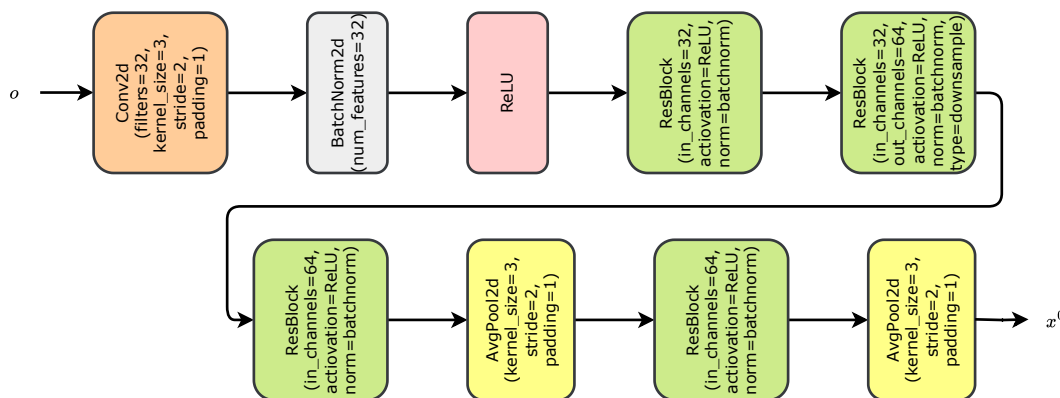 o
Conv2d
(filters=32,
kernel_size=3,
stride=2,
padding=1)
BatchNorm2d
(num_features=32)
ReLU
ResBlock
(in_channels=32,
actiovation=ReLU,
norm=batchnorm)
ResBlock
(in_channels=32,
out_channels=64,
actiovation=ReLU,
norm=batchnorm,
type=downsample)
ResBlock
(in_channels=64,
actiovation=ReLU,
norm=batchnorm)
AvgPool2d
(kernel_size=3,
stride=2,
padding=1)
ResBlock
(in_channels=64,
actiovation=ReLU,
norm=batchnorm)
AvgPool2d
(kernel_size=3,
stride=2,
padding=1)
x